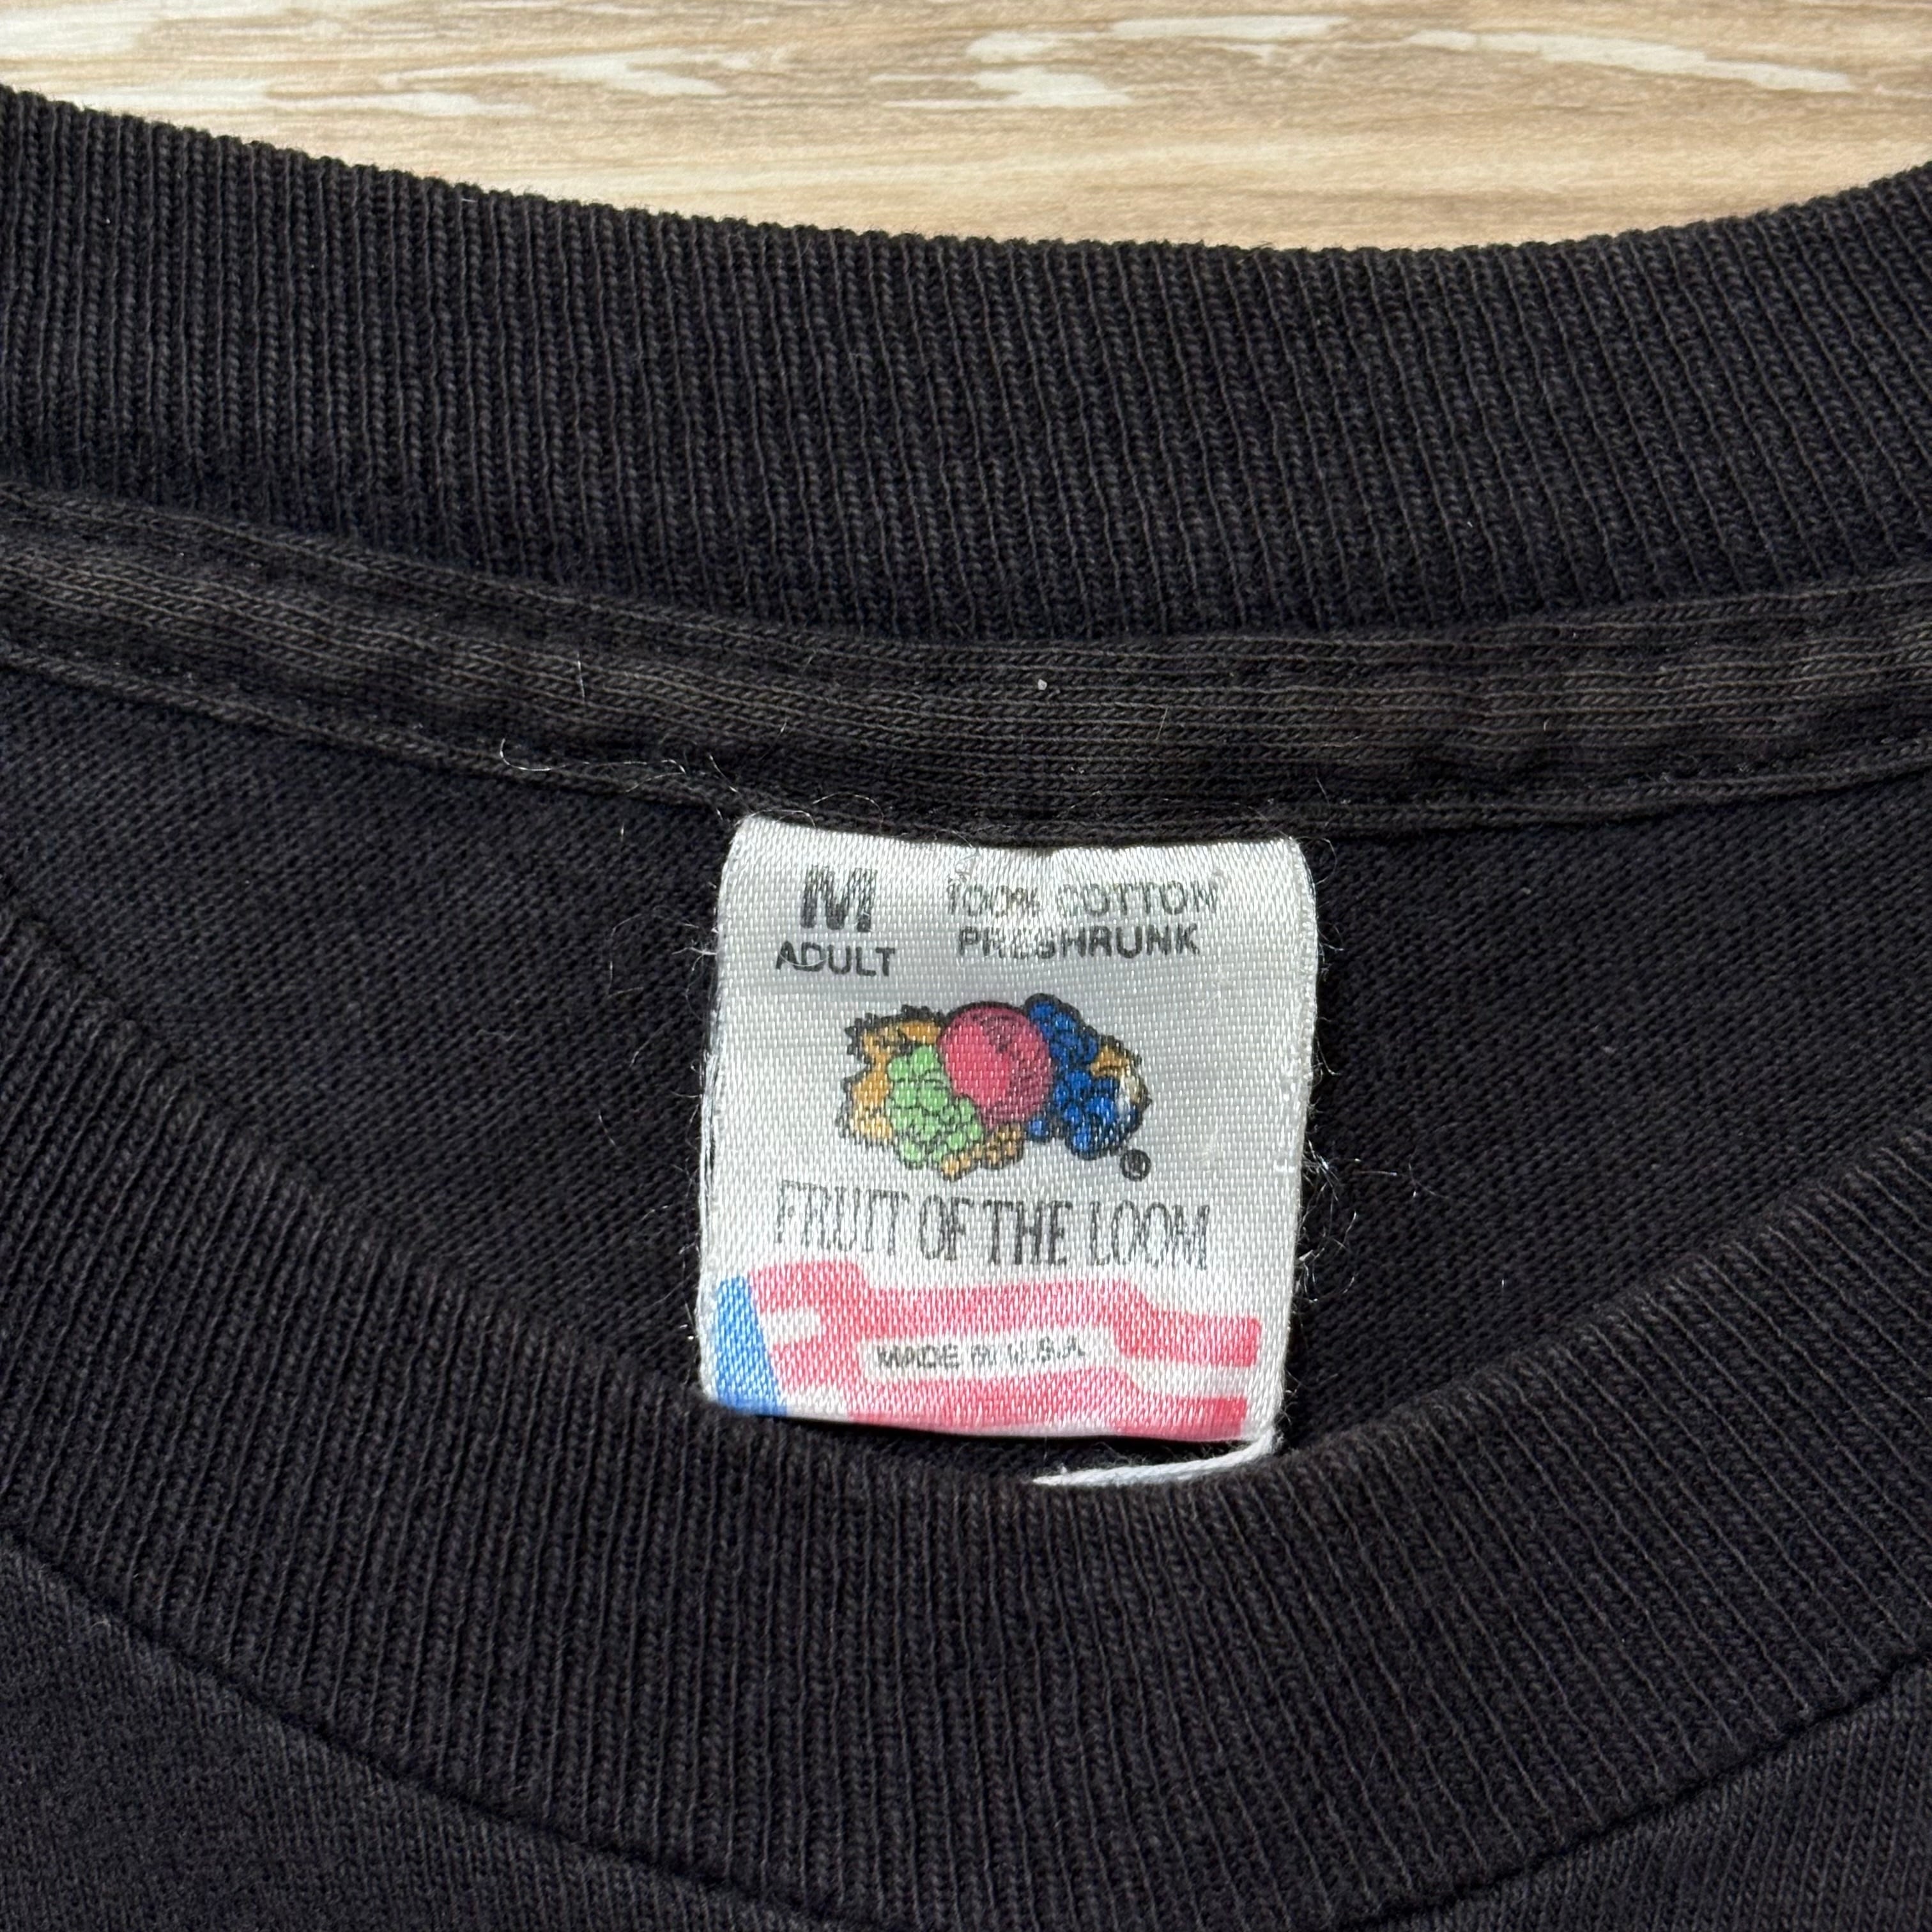 M
ADULT
100% COTTON
PRESHRUNK
FRUIT OF THE LOOM
MADE IN U.S.A.